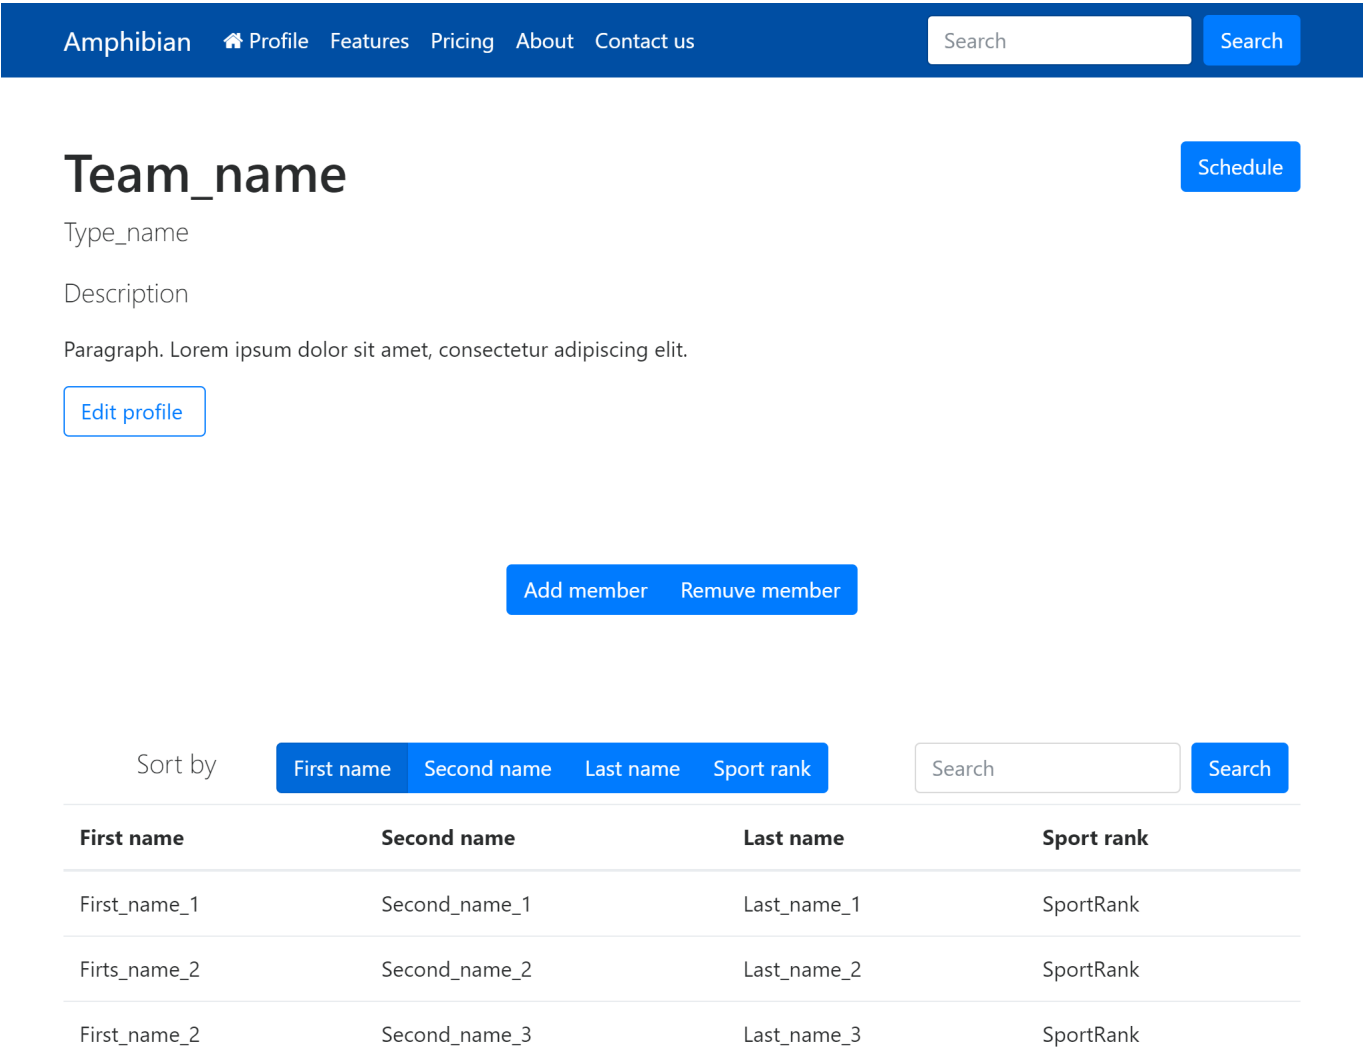 Amphibian Profile Features Pricing About Contact us Search Search
Team_name Schedule
Type_name
Description
Paragraph. Lorem ipsum dolor sit amet, consectetur adipiscing elit.
Edit profile
Add member Remuve member
Sort by First name Second name Last name Sport rank Search Search
First name Second name Last name Sport rank
First_name_1 Second_name_1 Last_name_1 SportRank
Firts_name_2 Second_name_2 Last_name_2 SportRank
First_name_2 Second_name_3 Last_name_3 SportRank